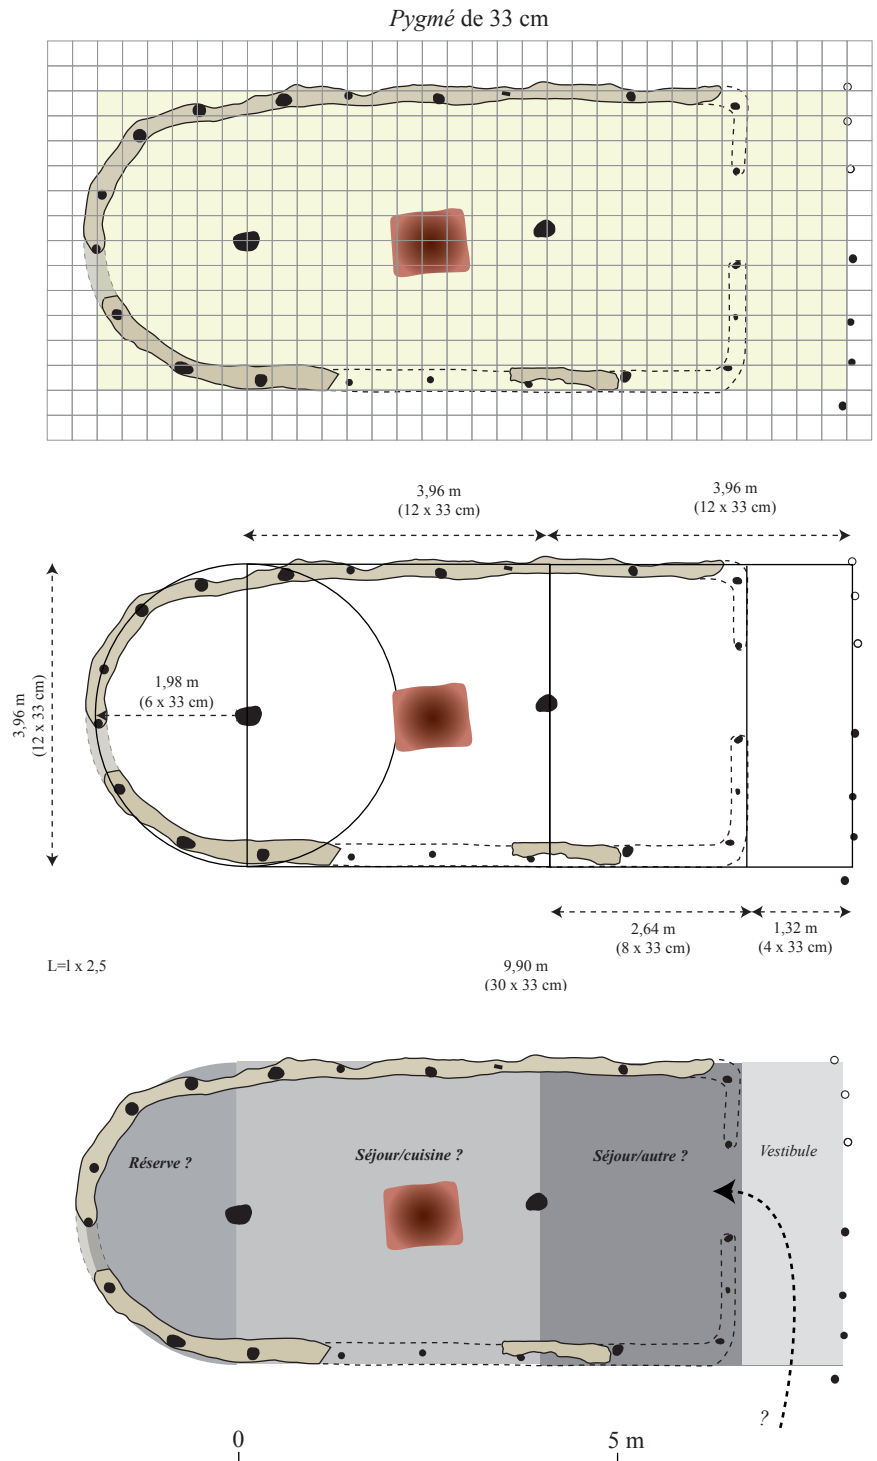 Pygmé de 33 cm
3,96 m
(12 x 33 cm)
3,96 m
(12 x 33 cm)
3,96 m
(12 x 33 cm)
1,98 m
(6 x 33 cm)
2,64 m
(8 x 33 cm)
1,32 m
(4 x 33 cm)
L=l x 2,5
9,90 m
(30 x 33 cm)
Réserve ?
Séjour/cuisine ?
Séjour/autre ?
Vestibule
?
0
5 m